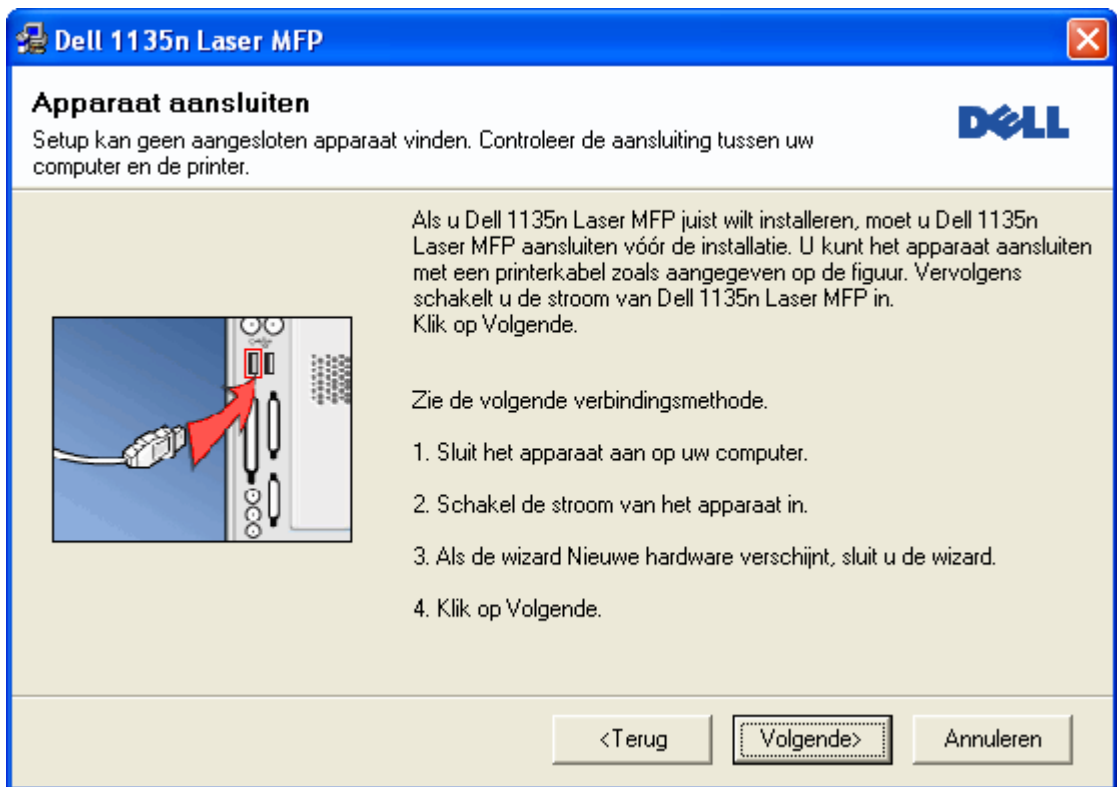 Dell 1135n Laser MFP
Apparaat aansluiten
Setup kan geen aangesloten apparaat vinden. Controleer de aansluiting tussen uw
computer en de printer.
DELL
Als u Dell 1135n Laser MFP juist wilt installeren, moet u Dell 1135n
Laser MFP aansluiten vóór de installatie. U kunt het apparaat aansluiten
met een printerkabel zoals aangegeven op de figuur. Vervolgens
schakelt u de stroom van Dell 1135n Laser MFP in.
Klik op Volgende.
Zie de volgende verbindingsmethode.
1. Sluit het apparaat aan op uw computer.
2. Schakel de stroom van het apparaat in.
3. Als de wizard Nieuwe hardware verschijnt, sluit u de wizard.
4. Klik op Volgende.
<Terug
Volgende>
Annuleren